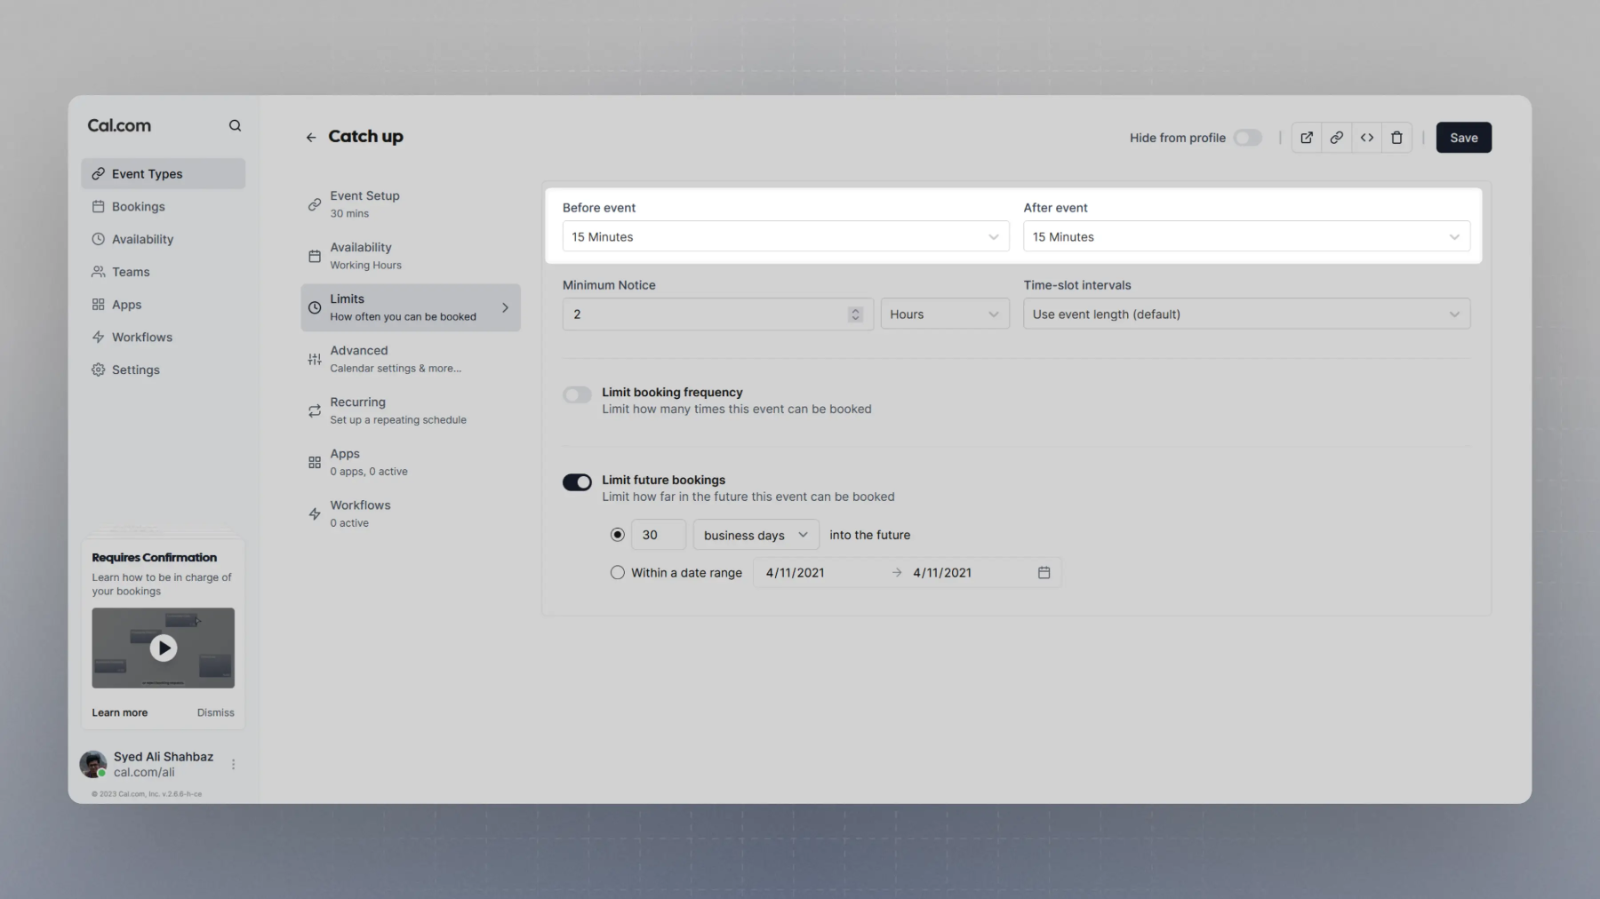 Cal.com
Event Types
Bookings
Availability
Teams
Apps
Workflows
Settings
Requires Confirmation
Learn how to be in charge of
your bookings
Learn more
Dismiss
Syed Ali Shahbaz
cal.com/ali
© 2023 Cal.com, Inc. v.2.6.6-h-ce
Catch up
Hide from profile
Save
Event Setup
30 mins
Availability
Working Hours
Limits
How often you can be booked
Advanced
Calendar settings & more...
Recurring
Set up a repeating schedule
Apps
0 apps, 0 active
Workflows
0 active
Before event
After event
15 Minutes
15 Minutes
Minimum Notice
Time-slot intervals
2
Hours
Use event length (default)
Limit booking frequency
Limit how many times this event can be booked
Limit future bookings
Limit how far in the future this event can be booked
30 business days into the future
Within a date range 4/11/2021 → 4/11/2021